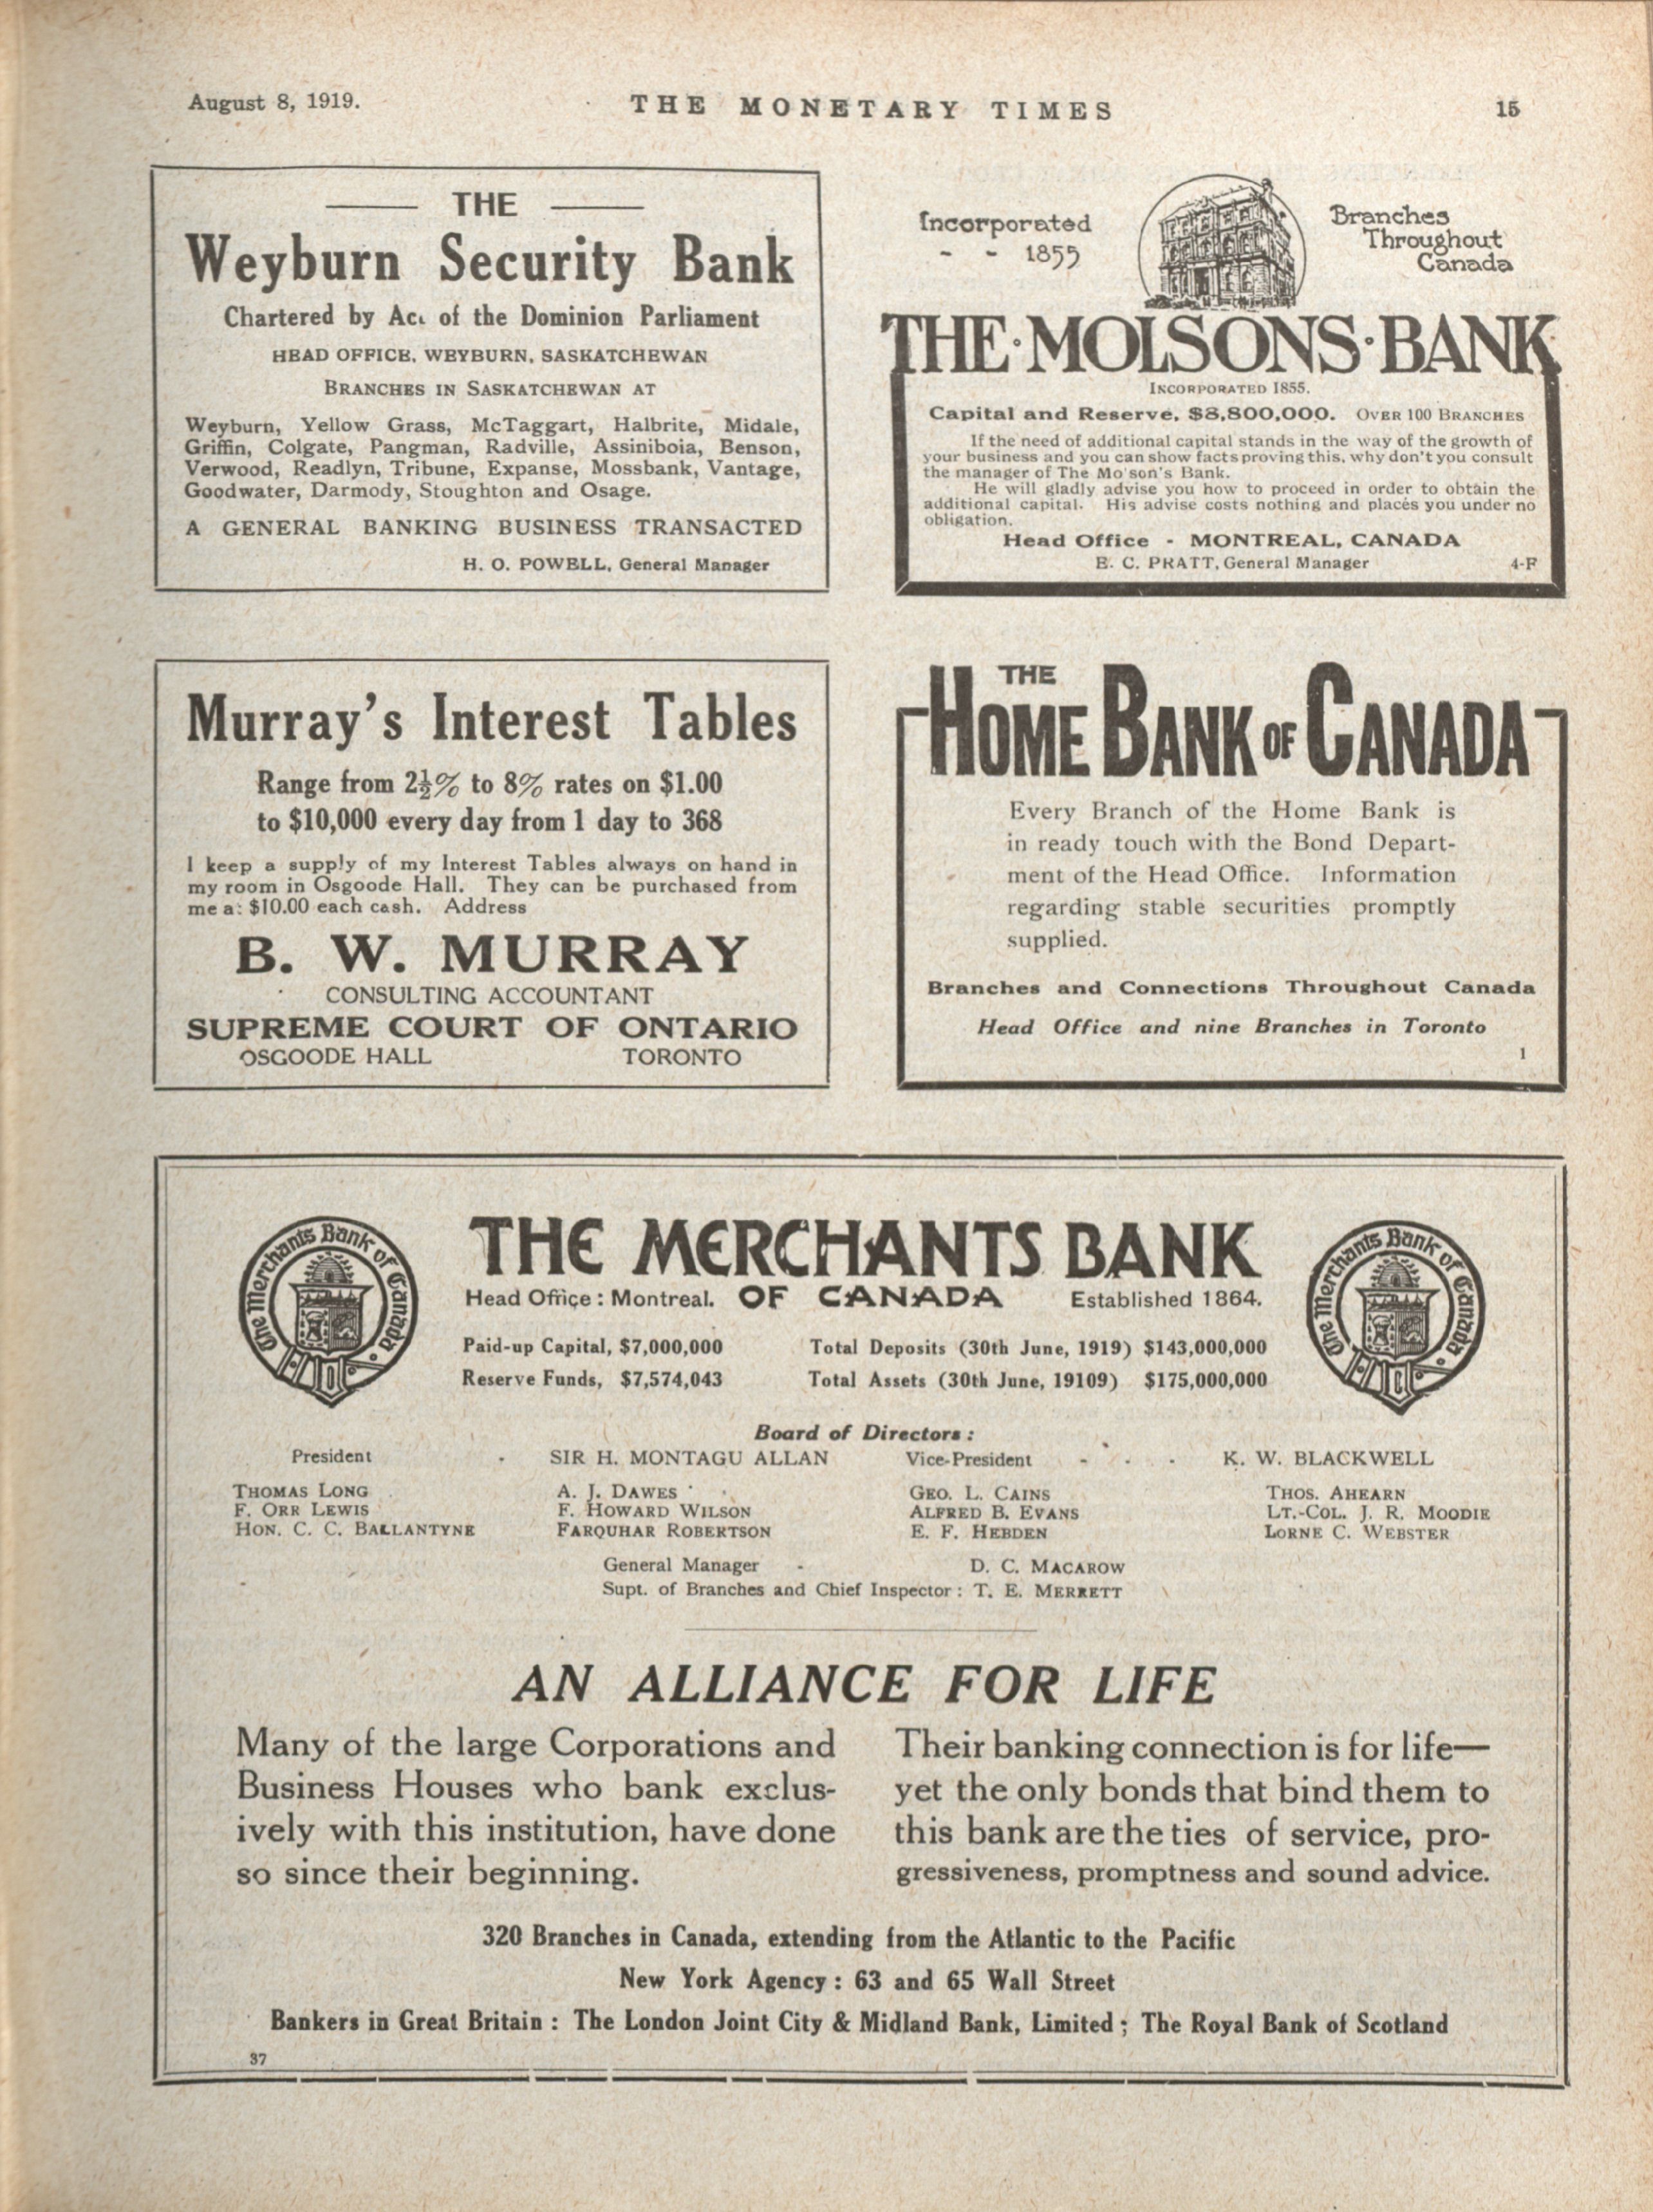 August 8, 1919.
THE MONETARY TIMES
15
THE
Weyburn Security Bank
Chartered by Act of the Dominion Parliament
HEAD OFFICE, WEYBURN, SASKATCHEWAN
BRANCHES IN SASKATCHEWAN AT
Weyburn, Yellow Grass, McTaggart, Halbrite, Midale,
Griffin, Colgate, Pangman, Radville, Assiniboia, Benson,
Verwood, Readlyn, Tribune, Expanse, Mossbank, Vantage,
Goodwater, Darmody, Stoughton and Osage.
A GENERAL BANKING BUSINESS TRANSACTED
H. O. POWELL, General Manager
Incorporated
- - 1855
Branches
Throughout
Canada
THE·MOLSONS·BANK
INCORPORATED 1855.
Capital and Reserve, $8,800,000. OVER 100 BRANCHES
If the need of additional capital stands in the way of the growth of
your business and you can show facts proving this, why don't you consult
the manager of The Mo'son's Bank.
He will gladly advise you how to proceed in order to obtain the
additional capital. His advise costs nothing and places you under no
obligation.
Head Office - MONTREAL, CANADA
E. C. PRATT, General Manager
4-F
Murray's Interest Tables
Range from 2½% to 8% rates on $1.00
to $10,000 every day from 1 day to 368
I keep a supply of my Interest Tables always on hand in
my room in Osgoode Hall. They can be purchased from
me at $10.00 each cash. Address
B. W. MURRAY
CONSULTING ACCOUNTANT
SUPREME COURT OF ONTARIO
OSGOODE HALL TORONTO
THE
HOME BANK OF CANADA
Every Branch of the Home Bank is
in ready touch with the Bond Depart-
ment of the Head Office. Information
regarding stable securities promptly
supplied.
Branches and Connections Throughout Canada
Head Office and nine Branches in Toronto
1
The Merchants Bank of Canada
THE MERCHANTS BANK
The Merchants Bank of Canada
Head Office : Montreal. OF CANADA Established 1864.
Paid-up Capital, $7,000,000 Total Deposits (30th June, 1919) $143,000,000
Reserve Funds, $7,574,043 Total Assets (30th June, 19109) $175,000,000
Board of Directors :
President - SIR H. MONTAGU ALLAN Vice-President - - - K. W. BLACKWELL
THOMAS LONG A. J. DAWES GEO. L. CAINS THOS. AHEARN
F. ORR LEWIS F. HOWARD WILSON ALFRED B. EVANS LT.-COL. J. R. MOODIE
HON. C. C. BALLANTYNE FARQUHAR ROBERTSON E. F. HEBDEN LORNE C. WEBSTER
General Manager - D. C. MACAROW
Supt. of Branches and Chief Inspector : T. E. MERRETT
AN ALLIANCE FOR LIFE
Many of the large Corporations and
Business Houses who bank exclus-
ively with this institution, have done
so since their beginning.
Their banking connection is for life—
yet the only bonds that bind them to
this bank are the ties of service, pro-
gressiveness, promptness and sound advice.
320 Branches in Canada, extending from the Atlantic to the Pacific
New York Agency : 63 and 65 Wall Street
Bankers in Great Britain : The London Joint City & Midland Bank, Limited ; The Royal Bank of Scotland
37